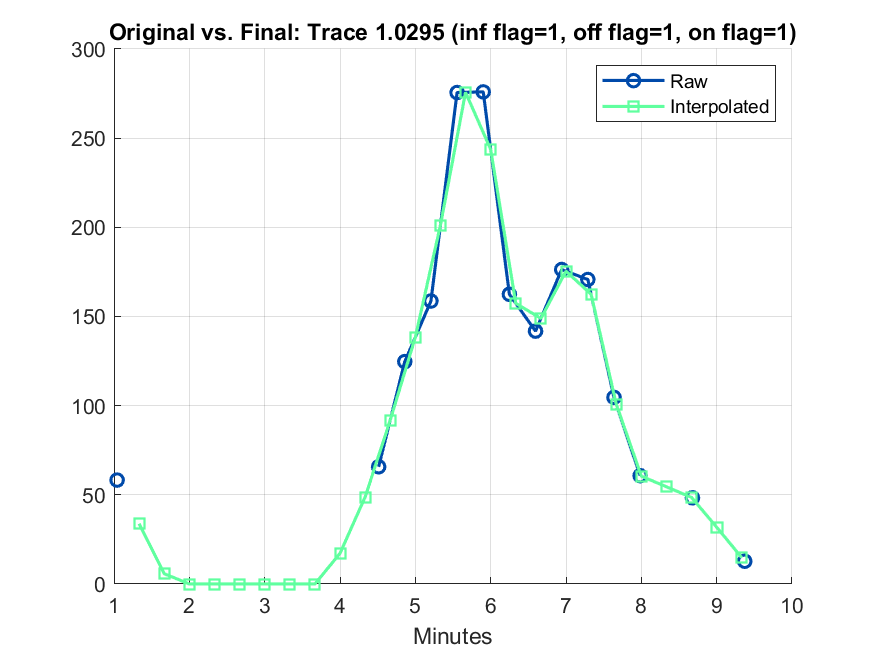 Original vs. Final: Trace 1.0295 (inf flag=1, off flag=1, on flag=1)
300
250
200
150
100
50
0
Raw
Interpolated
1 2 3 4 5 6 7 8 9 10
Minutes